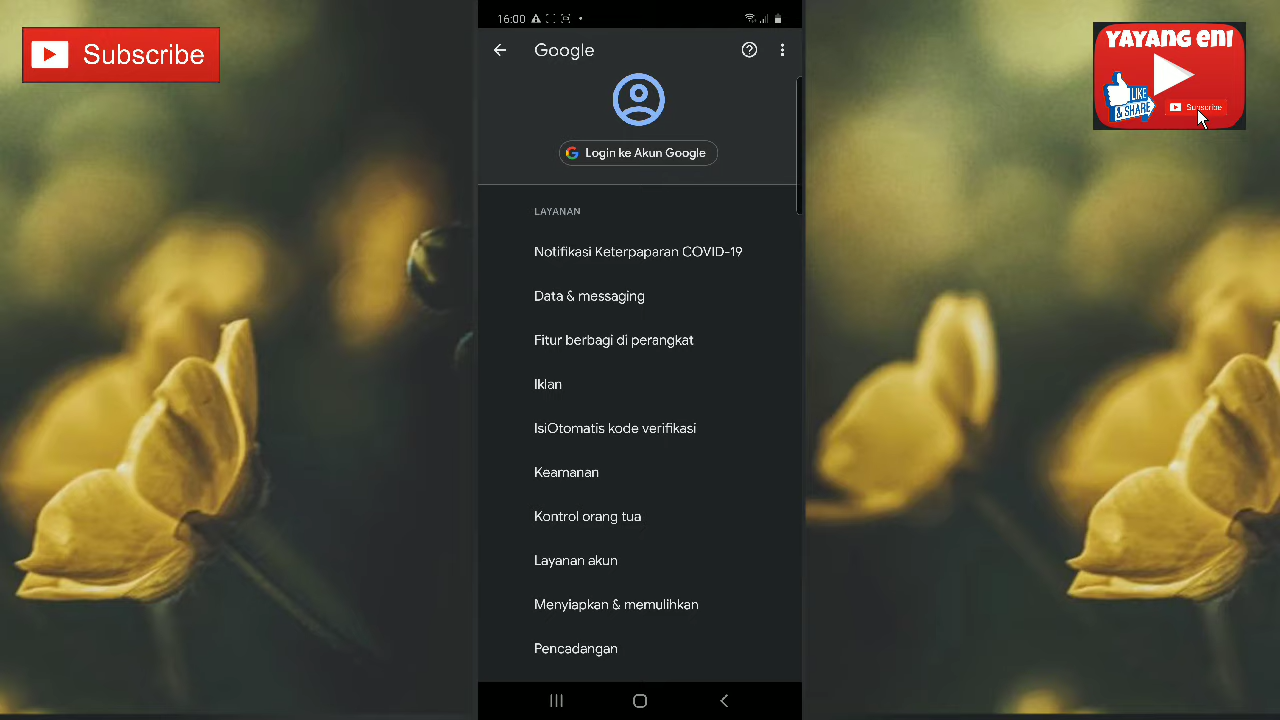 Subscribe
16:00
Google
Login ke Akun Google
LAYANAN
Notifikasi Keterpaparan COVID-19
Data & messaging
Fitur berbagi di perangkat
Iklan
IsiOtomatis kode verifikasi
Keamanan
Kontrol orang tua
Layanan akun
Menyiapkan & memulihkan
Pencadangan
YAYANG ENI
LIKE
& SHARE
Subscribe